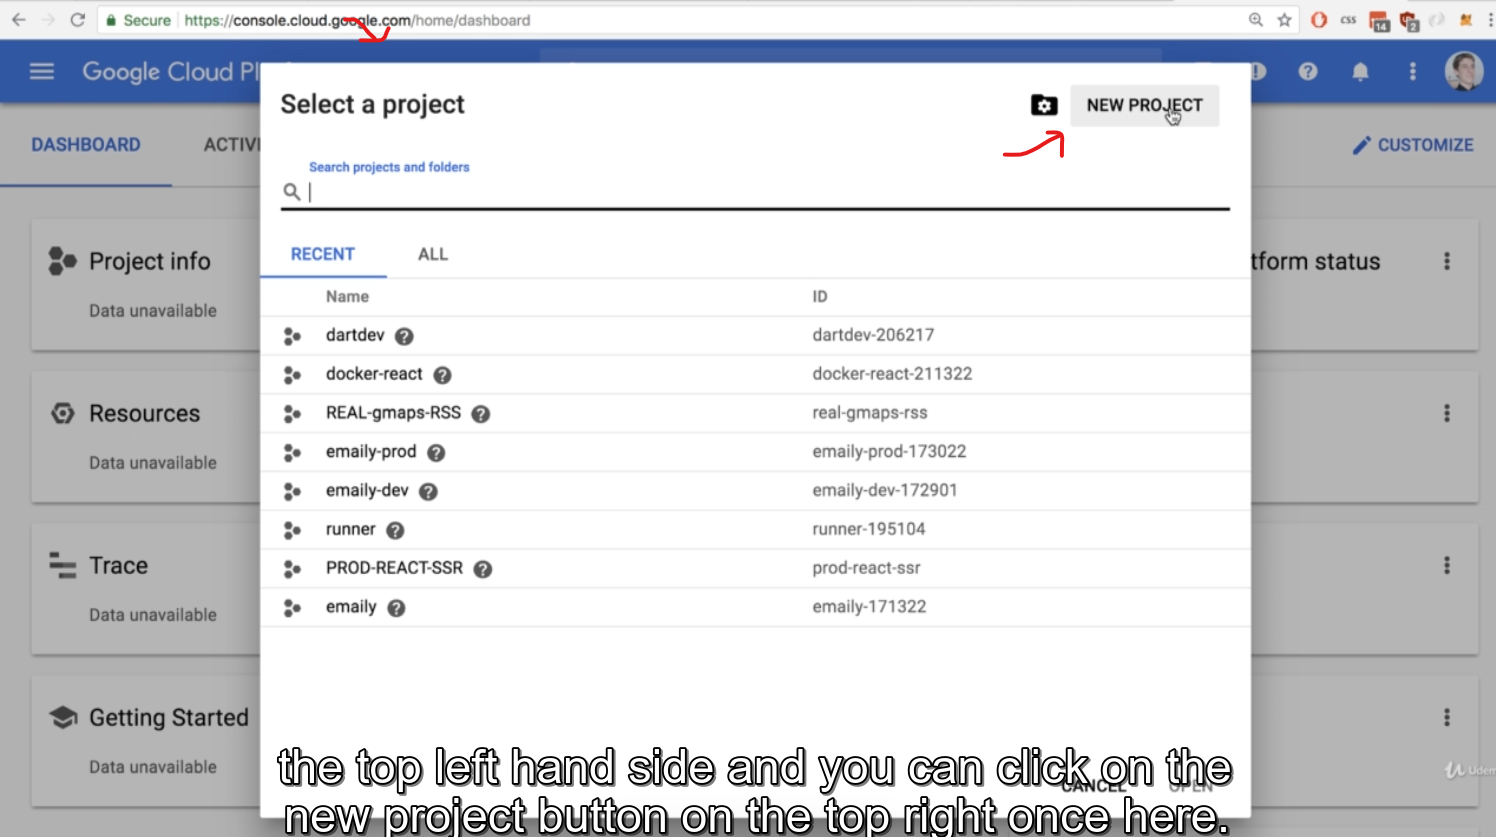 Secure https://console.cloud.google.com/home/dashboard
css
14
2
Google Cloud Pl
Select a project
NEW PROJECT
DASHBOARD
ACTIVI
CUSTOMIZE
Search projects and folders
RECENT ALL
Name ID
dartdev dartdev-206217
docker-react docker-react-211322
REAL-gmaps-RSS real-gmaps-rss
emaily-prod emaily-prod-173022
emaily-dev emaily-dev-172901
runner runner-195104
PROD-REACT-SSR prod-react-ssr
emaily emaily-171322
Project info
Data unavailable
Resources
Data unavailable
Trace
Data unavailable
Getting Started
Data unavailable
tform status
CANCEL OPEN
the top left hand side and you can click on the
new project button on the top right once here.
Udem